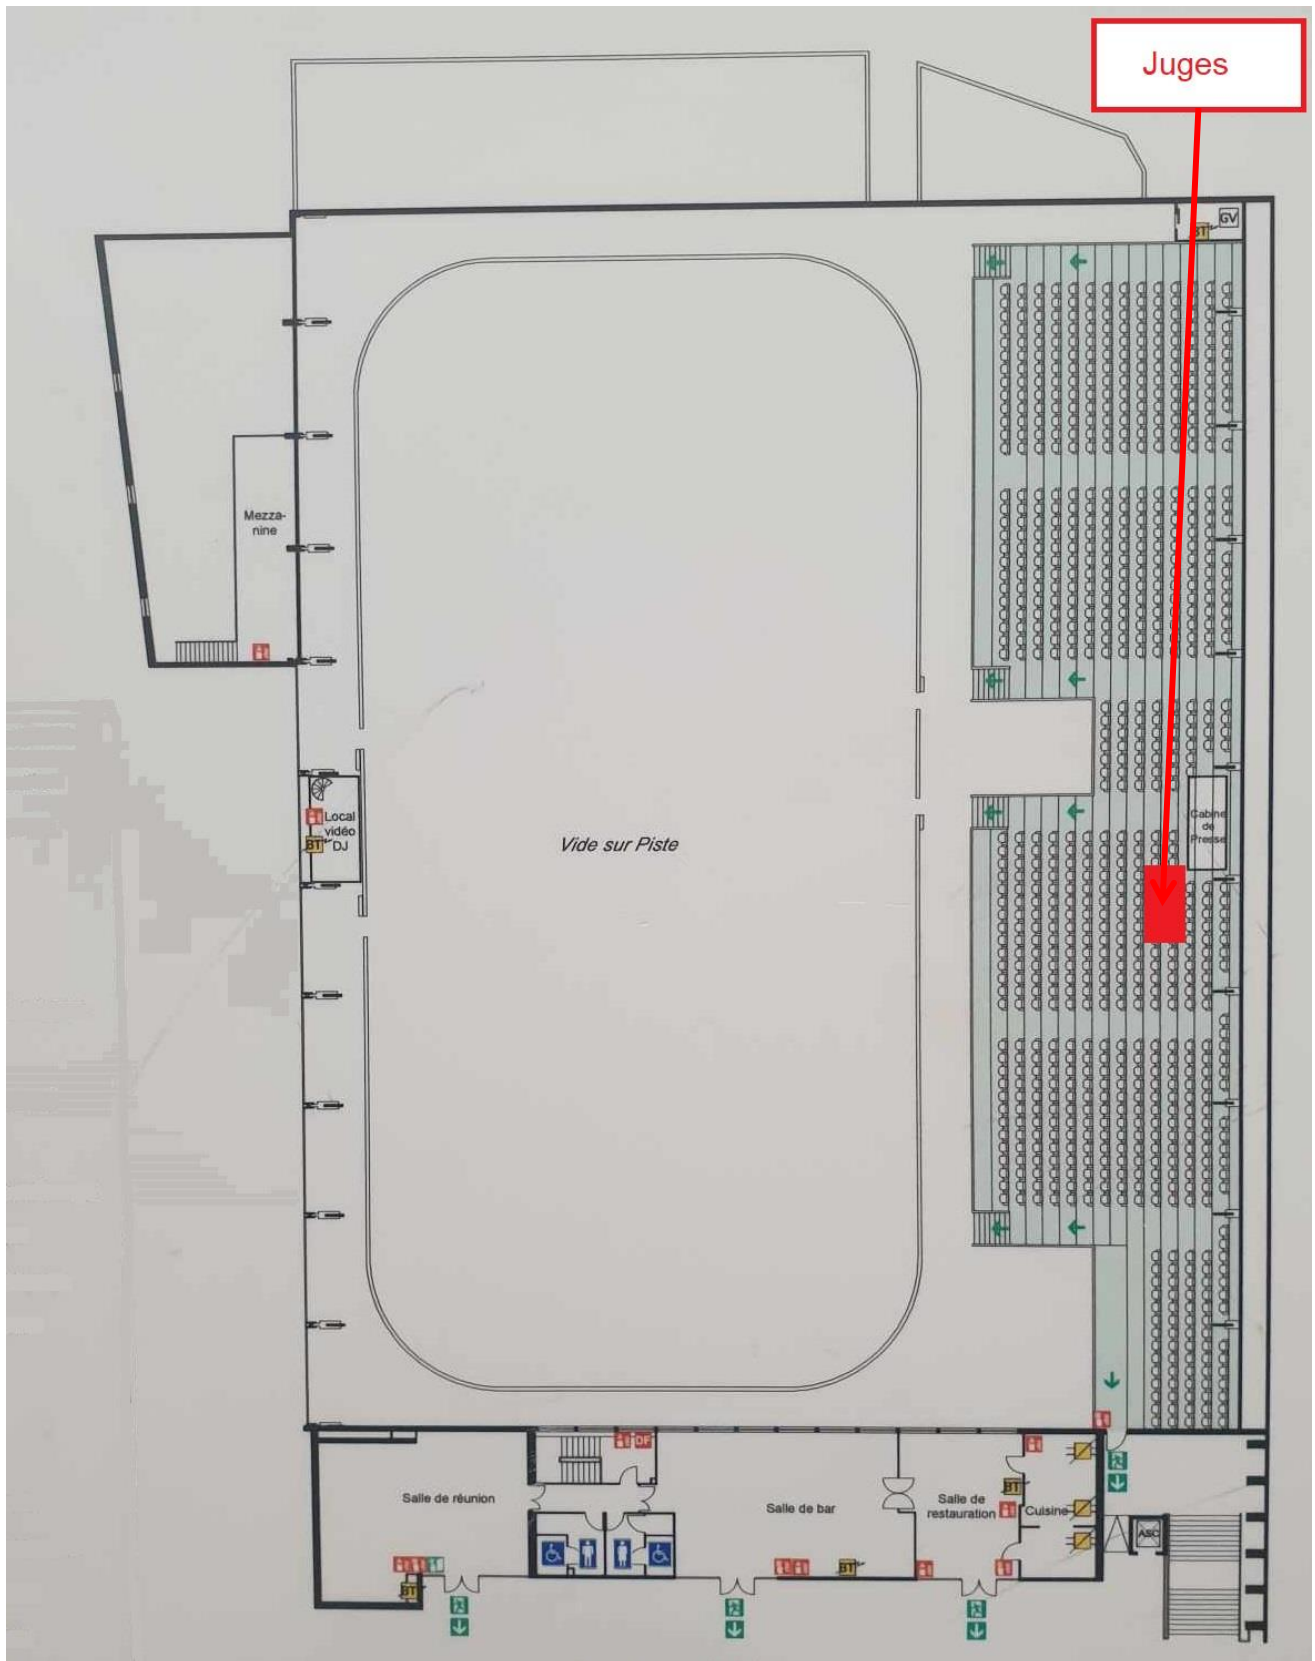 Juges
GV
BT
Mezza-
nine
Local
vidéo
BT DJ
Cabine
de
Presse
Vide sur Piste
DF
Salle de réunion
Salle de bar
Salle de
restauration
BT
Cuisine
ASC
BT
BT